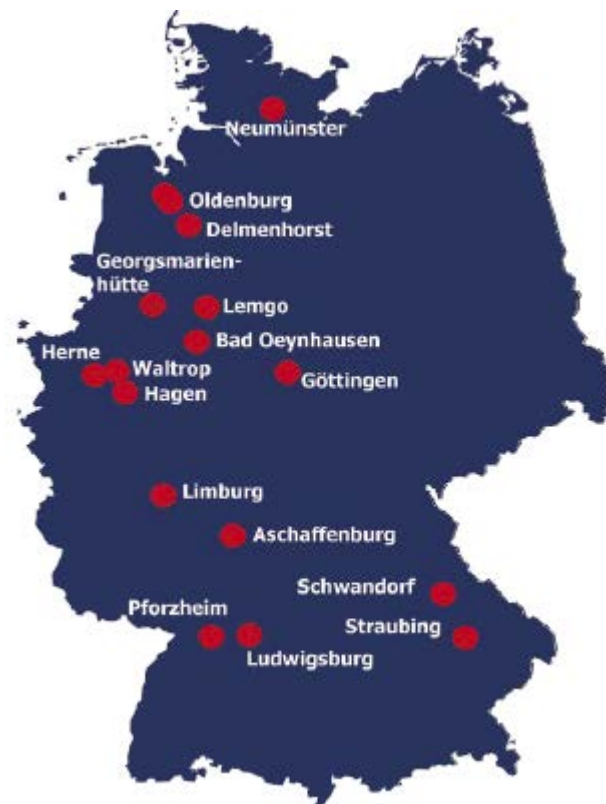 Neumünster
Oldenburg
Delmenhorst
Georgsmarien-
hütte
Lemgo
Bad Oeynhausen
Herne
Waltrop
Hagen
Göttingen
Limburg
Aschaffenburg
Schwandorf
Pforzheim
Straubing
Ludwigsburg